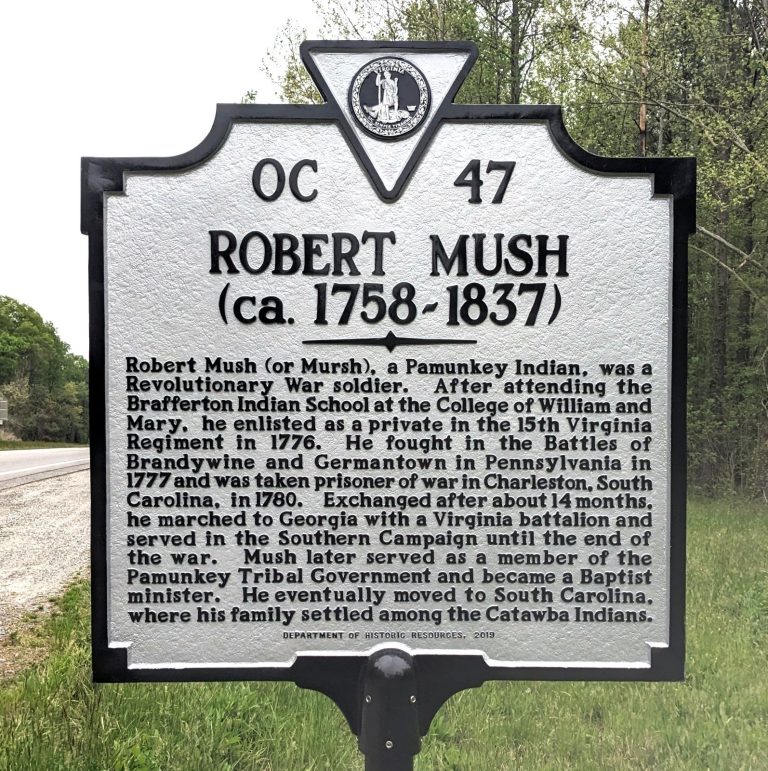 VIRGINIA
OC 47
ROBERT MUSH
(ca. 1758-1837)
Robert Mush (or Mursh), a Pamunkey Indian, was a
Revolutionary War soldier. After attending the
Brafferton Indian School at the College of William and
Mary, he enlisted as a private in the 15th Virginia
Regiment in 1776. He fought in the Battles of
Brandywine and Germantown in Pennsylvania in
1777 and was taken prisoner of war in Charleston, South
Carolina, in 1780. Exchanged after about 14 months,
he marched to Georgia with a Virginia battalion and
served in the Southern Campaign until the end of
the war. Mush later served as a member of the
Pamunkey Tribal Government and became a Baptist
minister. He eventually moved to South Carolina,
where his family settled among the Catawba Indians.
DEPARTMENT OF HISTORIC RESOURCES, 2019